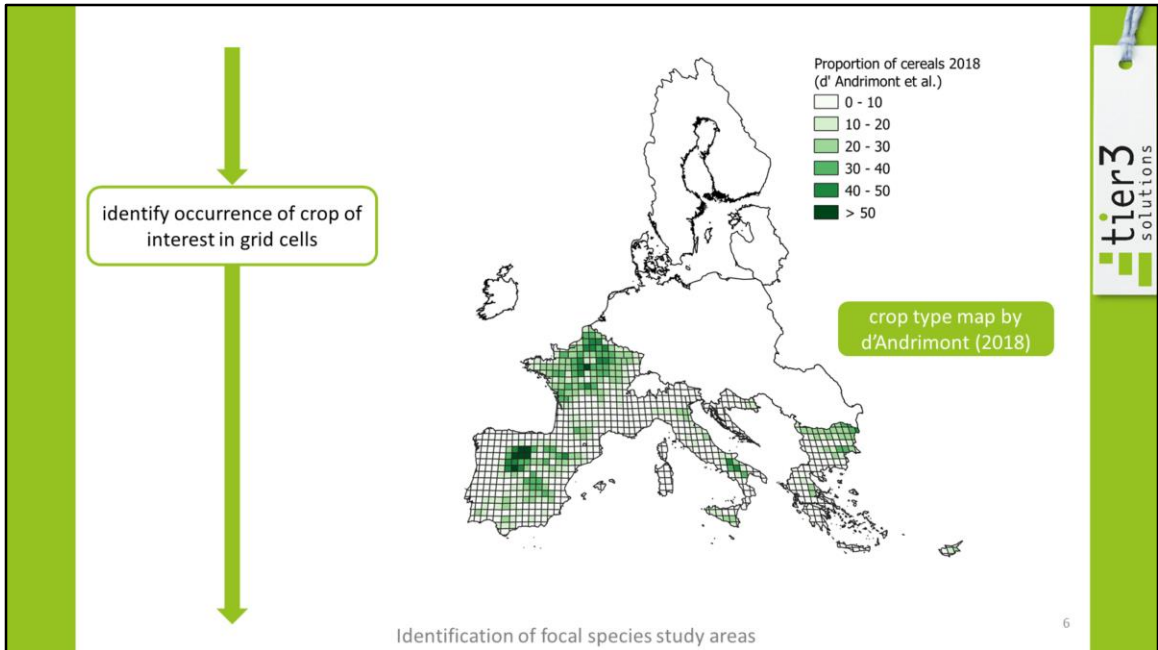 identify occurrence of crop of
interest in grid cells
Proportion of cereals 2018
(d' Andrimont et al.)
0 - 10
10 - 20
20 - 30
30 - 40
40 - 50
> 50
crop type map by
d'Andrimont (2018)
tier3
solutions
Identification of focal species study areas
6